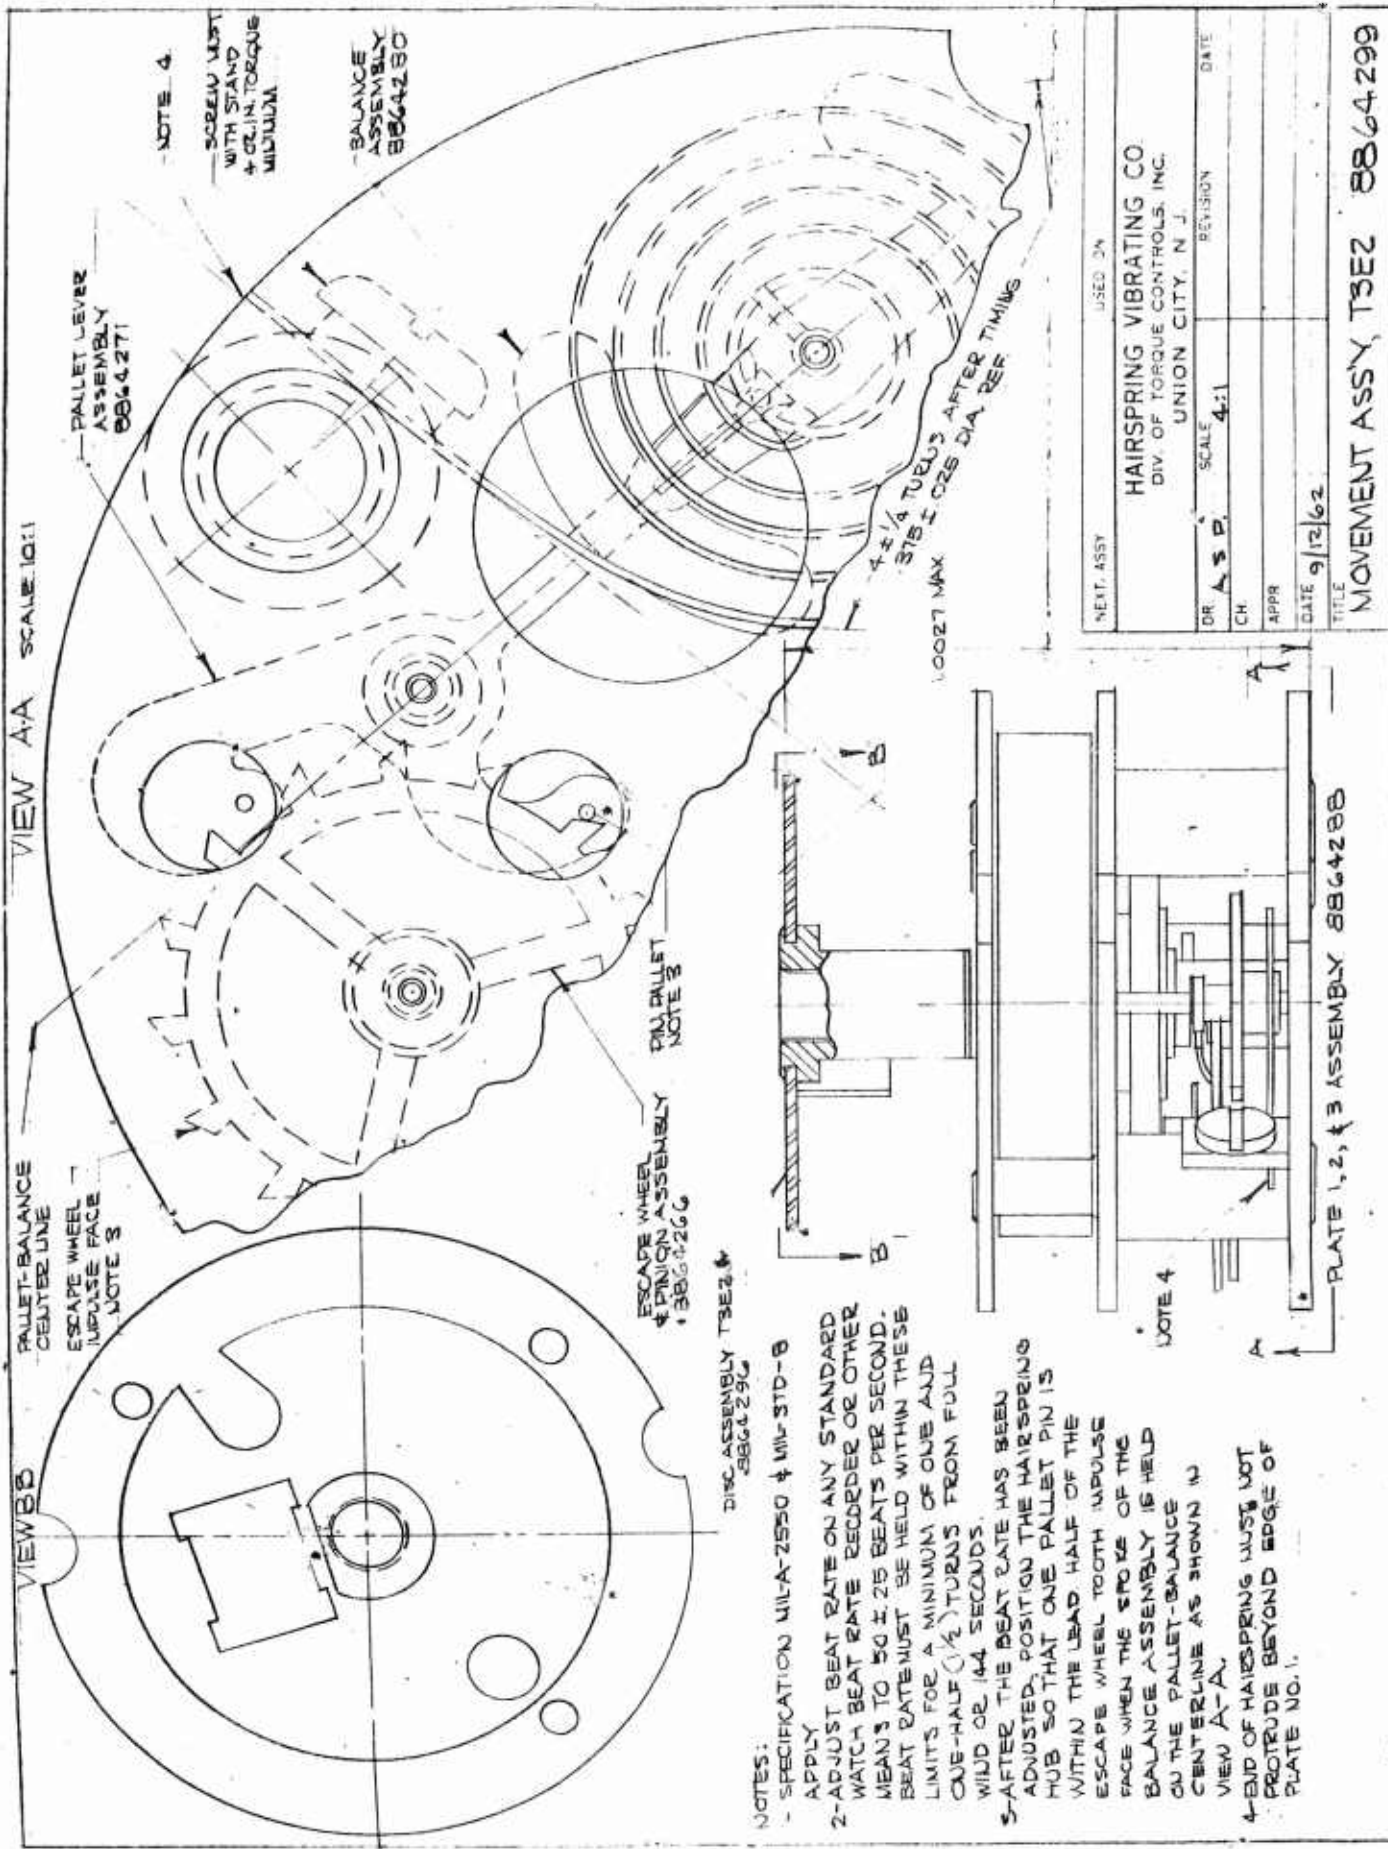 VIEW A-A SCALE 10:1
PALLET-BALANCE
CENTER LINE
ESCAPE WHEEL
IMPULSE FACE
NOTE 3
PALLET LEVER
ASSEMBLY
8864271
NOTE 4
SCREW MUST
WITH STAND
4 OZ. IN. TORQUE
MINIMUM
BALANCE
ASSEMBLY
8864280
VIEW BB
ESCAPE WHEEL
& PINION ASSEMBLY
8864266
PIN PALLET
NOTE 3
4 ± 1/4 TURNS AFTER TIMING
.375 ± .025 DIA. REF.
1.0027 MAX
DISC ASSEMBLY T3E2
8864296
B
B
NOTES:
- SPECIFICATION MIL-A-2550 & MIL-STD-8
APPLY
2-ADJUST BEAT RATE ON ANY STANDARD
WATCH BEAT RATE RECORDER OR OTHER
MEANS TO 50 ± .25 BEATS PER SECOND.
BEAT RATE MUST BE HELD WITHIN THESE
LIMITS FOR A MINIMUM OF ONE AND
ONE-HALF (1 1/2) TURNS FROM FULL
WIND OR 144 SECONDS.
3-AFTER THE BEAT RATE HAS BEEN
ADJUSTED, POSITION THE HAIRSPRING
HUB SO THAT ONE PALLET PIN IS
WITHIN THE LEAD HALF OF THE
ESCAPE WHEEL TOOTH IMPULSE
FACE WHEN THE SPOKE OF THE
BALANCE ASSEMBLY IS HELD
ON THE PALLET-BALANCE
CENTERLINE AS SHOWN IN
VIEW A-A.
4-END OF HAIRSPRING MUST NOT
PROTRUDE BEYOND EDGE OF
PLATE NO. 1.
NOTE 4
A
A
PLATE 1, 2, & 3 ASSEMBLY 8864288
NEXT ASSY USED ON
HAIRSPRING VIBRATING CO.
DIV. OF TORQUE CONTROLS, INC.
UNION CITY, N J.
DR. A.S.P. SCALE 4:1 REVISION DATE
CH.
APPR
DATE 9/12/62
TITLE
MOVEMENT ASS'Y, T3E2 8864299